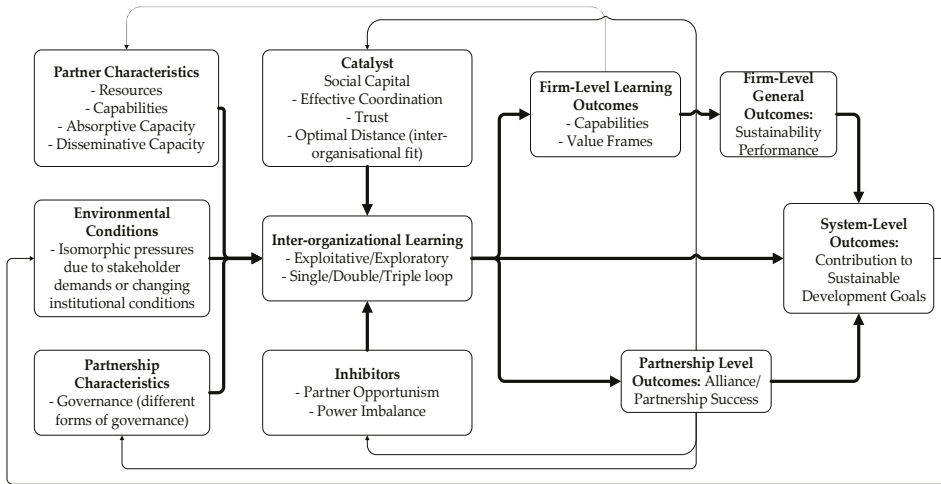 Partner Characteristics
- Resources
- Capabilities
- Absorptive Capacity
- Disseminative Capacity
Catalyst
Social Capital
- Effective Coordination
- Trust
- Optimal Distance (inter-
organisational fit)
Firm-Level Learning
Outcomes
- Capabilities
- Value Frames
Firm-Level
General
Outcomes:
Sustainability
Performance
Environmental
Conditions
- Isomorphic pressures
due to stakeholder
demands or changing
institutional conditions
Inter-organizational Learning
- Exploitative/Exploratory
- Single/Double/Triple loop
System-Level
Outcomes:
Contribution to
Sustainable
Development Goals
Partnership
Characteristics
- Governance (different
forms of governance)
Inhibitors
- Partner Opportunism
- Power Imbalance
Partnership Level
Outcomes: Alliance/
Partnership Success